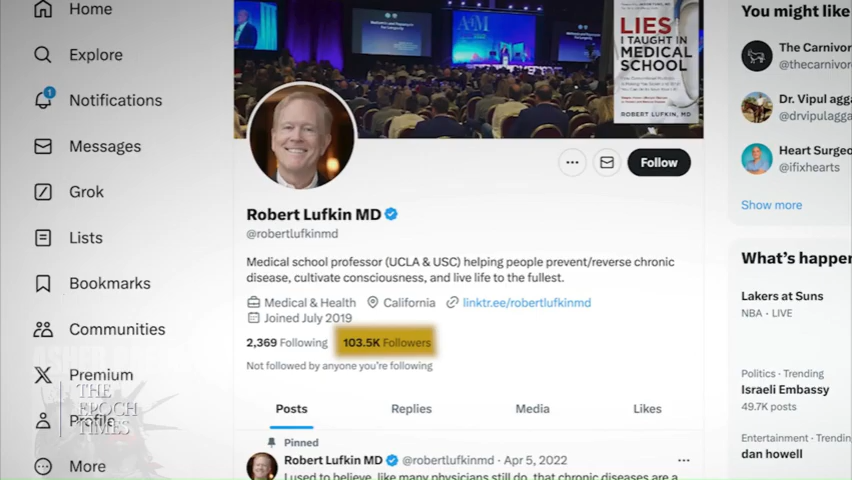 Home
Explore
1
Notifications
Messages
Grok
Lists
Bookmarks
Communities
Premium
Profile
More
THE
EPOCH
TIMES
A&M
LIES
I TAUGHT IN
MEDICAL
SCHOOL
ROBERT LUFKIN, MD
Follow
Robert Lufkin MD
@robertlufkinmd
Medical school professor (UCLA & USC) helping people prevent/reverse chronic
disease, cultivate consciousness, and live life to the fullest.
Medical & Health California linktr.ee/robertlufkinmd
Joined July 2019
2,369 Following 103.5K Followers
Not followed by anyone you're following
Posts Replies Media Likes
Pinned
Robert Lufkin MD @robertlufkinmd · Apr 5, 2022
I used to believe, like many physicians still do, that chronic diseases are a
You might like
The Carnivor
@thecarnivor
Dr. Vipul agga
@drvipulagga
Heart Surgeo
@ifixhearts
Show more
What's happen
Lakers at Suns
NBA · LIVE
Politics · Trending
Israeli Embassy
49.7K posts
Entertainment · Trendin
dan howell